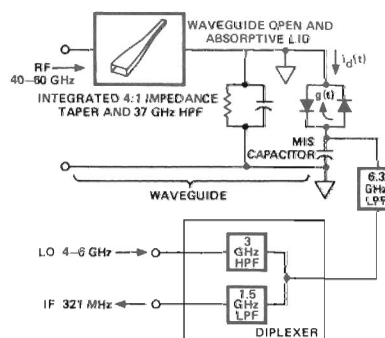 WAVEGUIDE OPEN AND
ABSORPTIVE LID
i_d(t)
RF
40–60 GHz
g(t)
INTEGRATED 4:1 IMPEDANCE
TAPER AND 37 GHz HPF
MIS
CAPACITOR
WAVEGUIDE
6.3
GHz
LPF
LO 4–6 GHz
3
GHz
HPF
IF 321 MHz
1.5
GHz
LPF
DIPLEXER